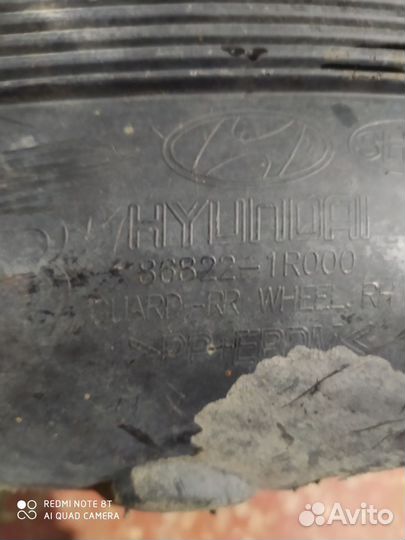 HYUNDAI
86822-1R000
GUARD-RR WHEEL, RH
REDMI NOTE 8T
AI QUAD CAMERA
Avito